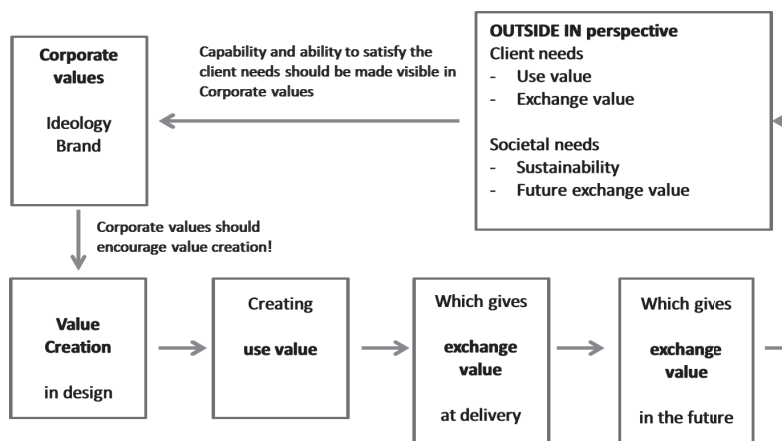 Corporate
values
Ideology
Brand
Capability and ability to satisfy the
client needs should be made visible in
Corporate values
OUTSIDE IN perspective
Client needs
- Use value
- Exchange value
Societal needs
- Sustainability
- Future exchange value
Corporate values should
encourage value creation!
Value
Creation
in design
Creating
use value
Which gives
exchange
value
at delivery
Which gives
exchange
value
in the future